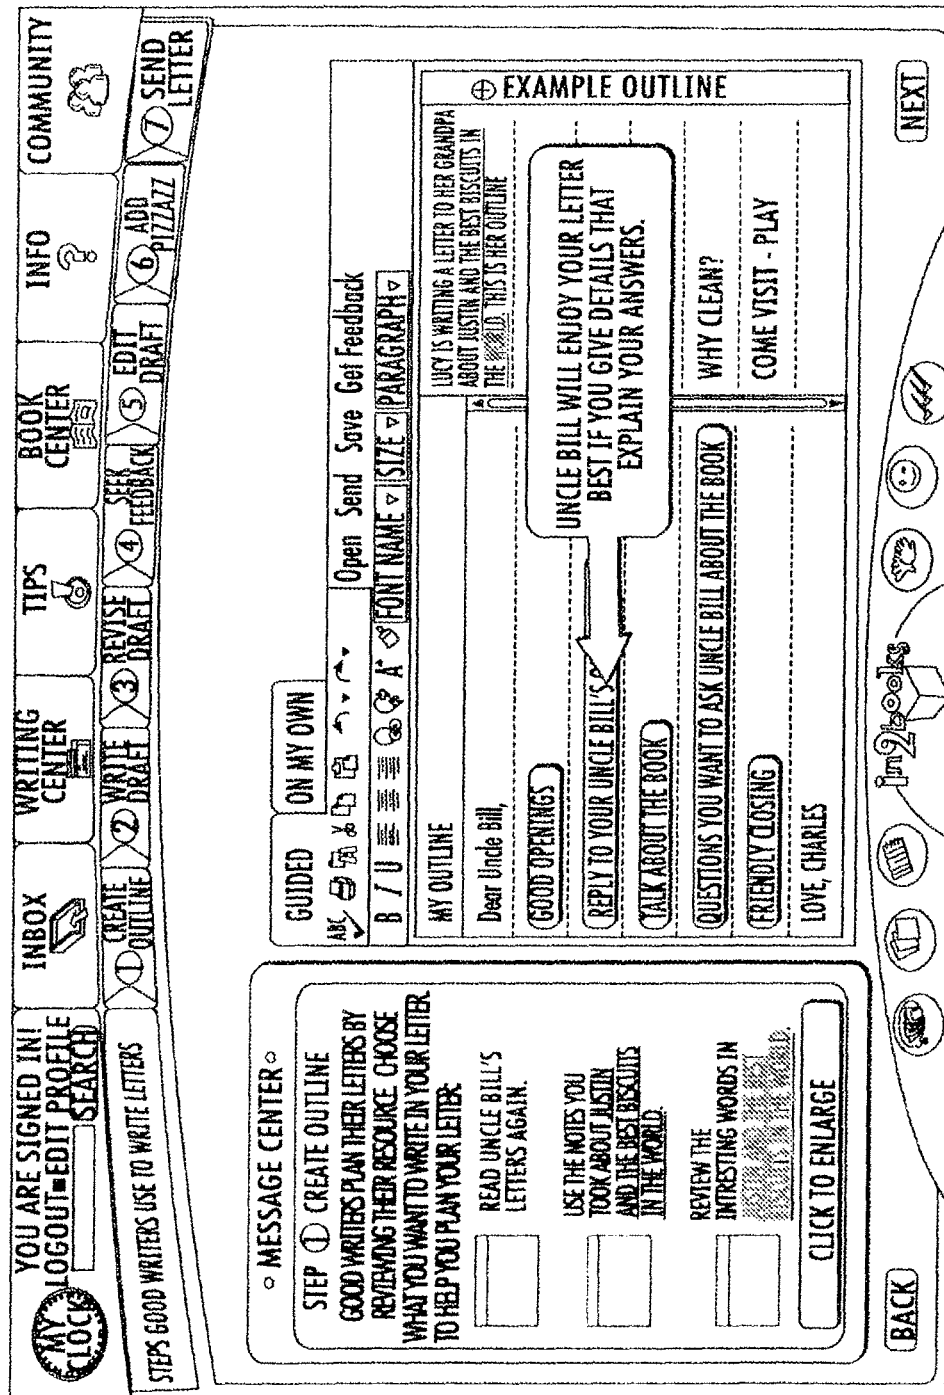 MY
CLOCK
YOU ARE SIGNED IN!
LOGOUT EDIT PROFILE
SEARCH
INBOX
WRITING
CENTER
TIPS
BOOK
CENTER
INFO
?
COMMUNITY
STEPS GOOD WRITERS USE TO WRITE LETTERS
1 CREATE
OUTLINE
2 WRITE
DRAFT
3 REVISE
DRAFT
4 SEEK
FEEDBACK
5 EDIT
DRAFT
6 ADD
PIZZAZZ
7 SEND
LETTER
MESSAGE CENTER
STEP 1 CREATE OUTLINE
GOOD WRITERS PLAN THEIR LETTERS BY
REVIEWING THEIR RESOURCE. CHOOSE
WHAT YOU WANT TO WRITE IN YOUR LETTER.
TO HELP YOU PLAN YOUR LETTER:
READ UNCLE BILL'S
LETTERS AGAIN.
USE THE NOTES YOU
TOOK ABOUT JUSTIN
AND THE BEST BISCUITS
IN THE WORLD.
REVIEW THE
INTRESTING WORDS IN
CLICK TO ENLARGE
GUIDED
ON MY OWN
ABC
Open Send Save Get Feedback
B I U
A
FONT NAME SIZE PARAGRAPH
MY OUTLINE
Dear Uncle Bill,
GOOD OPENINGS
REPLY TO YOUR UNCLE BILL'S
TALK ABOUT THE BOOK
QUESTIONS YOU WANT TO ASK UNCLE BILL ABOUT THE BOOK
FRIENDLY CLOSING
LOVE, CHARLES
UNCLE BILL WILL ENJOY YOUR LETTER
BEST IF YOU GIVE DETAILS THAT
EXPLAIN YOUR ANSWERS.
LUCY IS WRITING A LETTER TO HER GRANDPA
ABOUT JUSTIN AND THE BEST BISCUITS IN
THE WORLD. THIS IS HER OUTLINE
WHY CLEAN?
COME VISIT - PLAY
EXAMPLE OUTLINE
BACK
in2books
NEXT